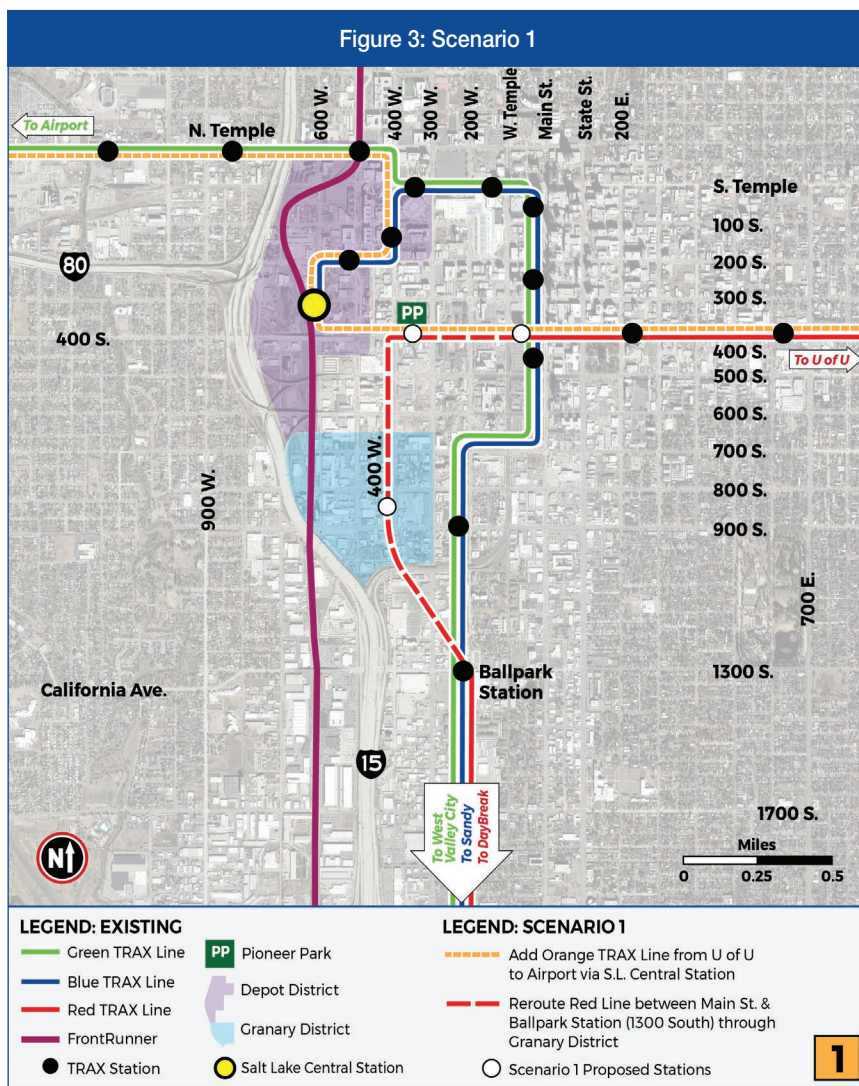 Figure 3: Scenario 1
600 W.
400 W.
300 W.
200 W.
W. Temple
Main St.
State St.
200 E.
To Airport
N. Temple
S. Temple
100 S.
80
200 S.
300 S.
PP
400 S.
400 S.
To U of U
500 S.
600 S.
700 S.
400 W.
900 W.
800 S.
900 S.
700 E.
California Ave.
Ballpark
Station
1300 S.
15
1700 S.
To West
Valley City
To Sandy
To DayBreak
N
Miles
0 0.25 0.5
LEGEND: EXISTING
Green TRAX Line
Blue TRAX Line
Red TRAX Line
FrontRunner
TRAX Station
PP Pioneer Park
Depot District
Granary District
Salt Lake Central Station
LEGEND: SCENARIO 1
Add Orange TRAX Line from U of U
to Airport via S.L. Central Station
Reroute Red Line between Main St. &
Ballpark Station (1300 South) through
Granary District
Scenario 1 Proposed Stations
1